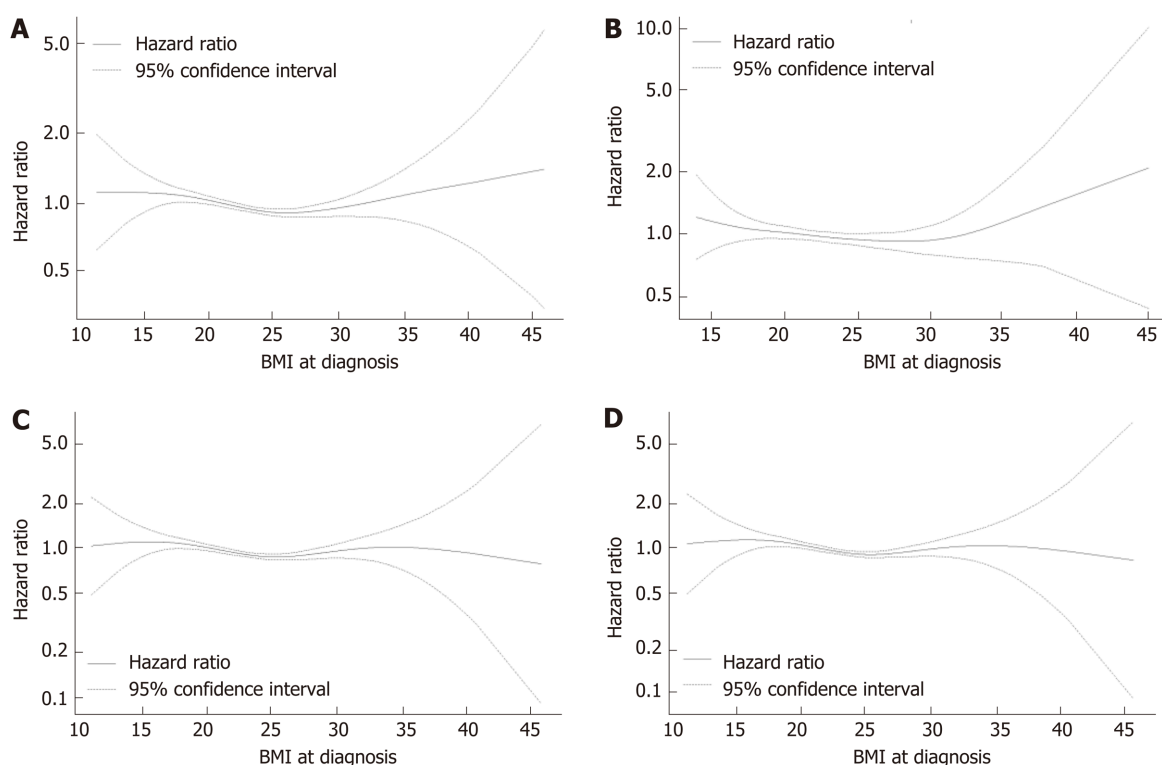 A
Hazard ratio
95% confidence interval
Hazard ratio
5.0
2.0
1.0
0.5
10 15 20 25 30 35 40 45
BMI at diagnosis
B
Hazard ratio
95% confidence interval
Hazard ratio
10.0
5.0
2.0
1.0
0.5
15 20 25 30 35 40 45
BMI at diagnosis
C
Hazard ratio
5.0
2.0
1.0
0.5
0.2
0.1
Hazard ratio
95% confidence interval
10 15 20 25 30 35 40 45
BMI at diagnosis
D
Hazard ratio
5.0
2.0
1.0
0.5
0.2
0.1
Hazard ratio
95% confidence interval
10 15 20 25 30 35 40 45
BMI at diagnosis